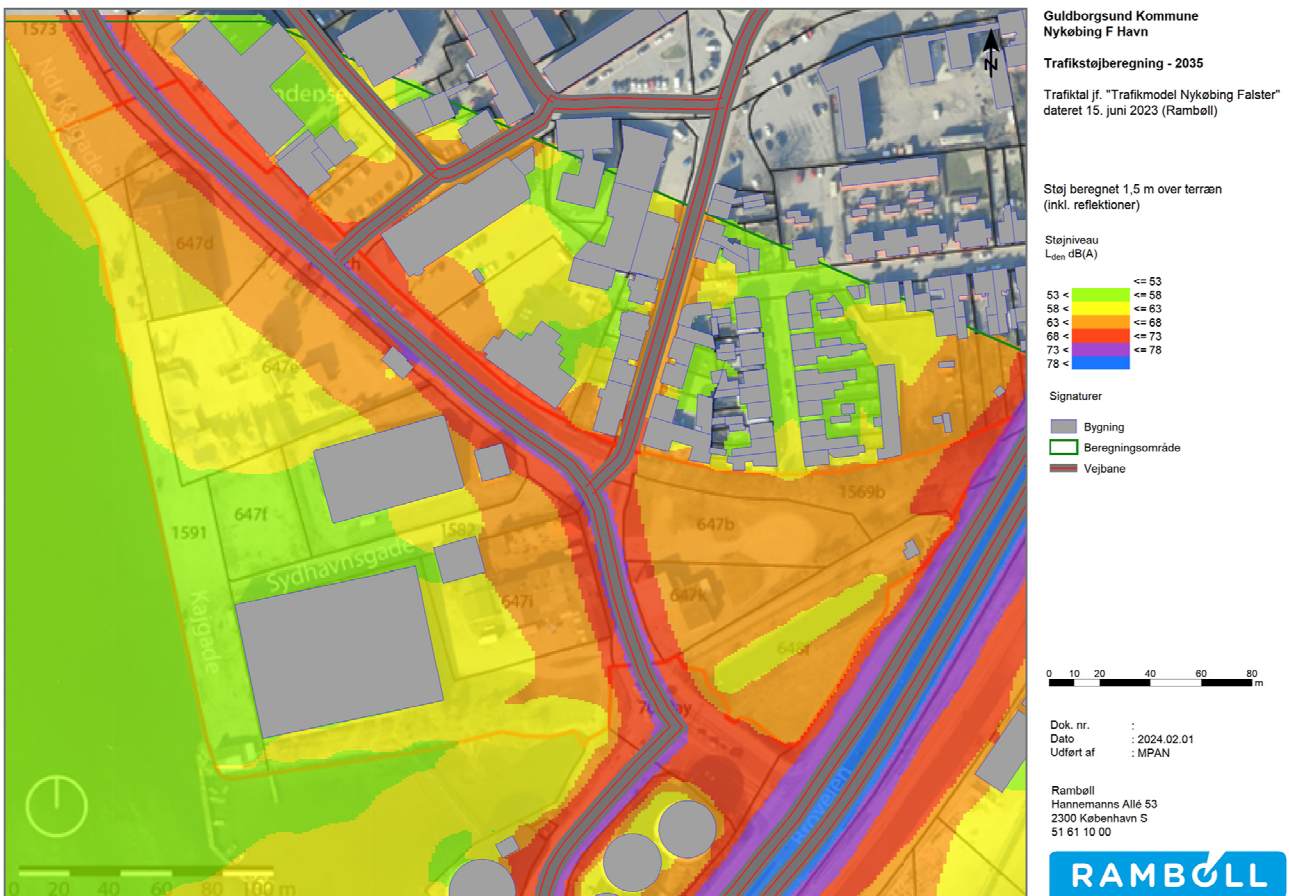 Guldborgsund Kommune
Nykøbing F Havn
Trafikstøjberegning - 2035
Trafiktal jf. "Trafikmodel Nykøbing Falster"
dateret 15. juni 2023 (Rambøll)
N
Støj beregnet 1,5 m over terræn
(inkl. reflektioner)
Støjniveau
Lden dB(A)
<= 53
53 < <= 58
58 < <= 63
63 < <= 68
68 < <= 73
73 < <= 78
78 <
Signaturer
Bygning
Beregningsområde
Vejbane
0 10 20 40 60 80
m
Dok. nr. :
Dato : 2024.02.01
Udført af : MPAN
Rambøll
Hannemanns Allé 53
2300 København S
51 61 10 00
RAMBOLL
1573
647d
647e
1591
647f
1582
Sydhavnsgade
647i
Kajgade
1569b
647b
647k
648f
0 20 40 60 80 100 m